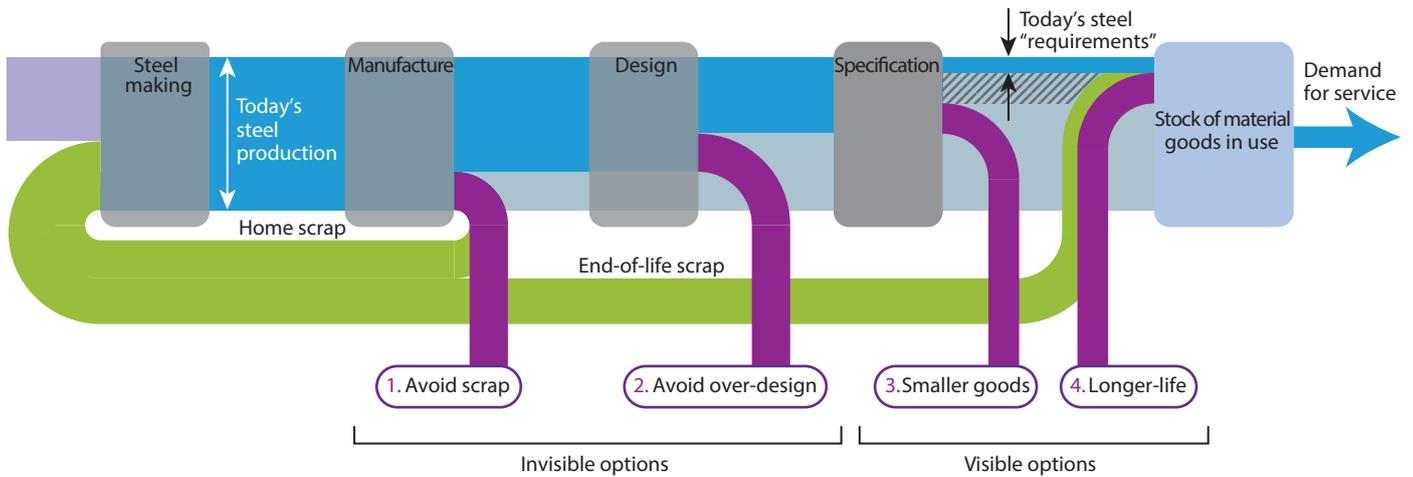 Steel
making
Today’s
steel
production
Manufacture
Design
Specification
Today’s steel
“requirements”
Stock of material
goods in use
Demand
for service
Home scrap
End-of-life scrap
1. Avoid scrap
2. Avoid over-design
3.Smaller goods
4.Longer-life
Invisible options
Visible options